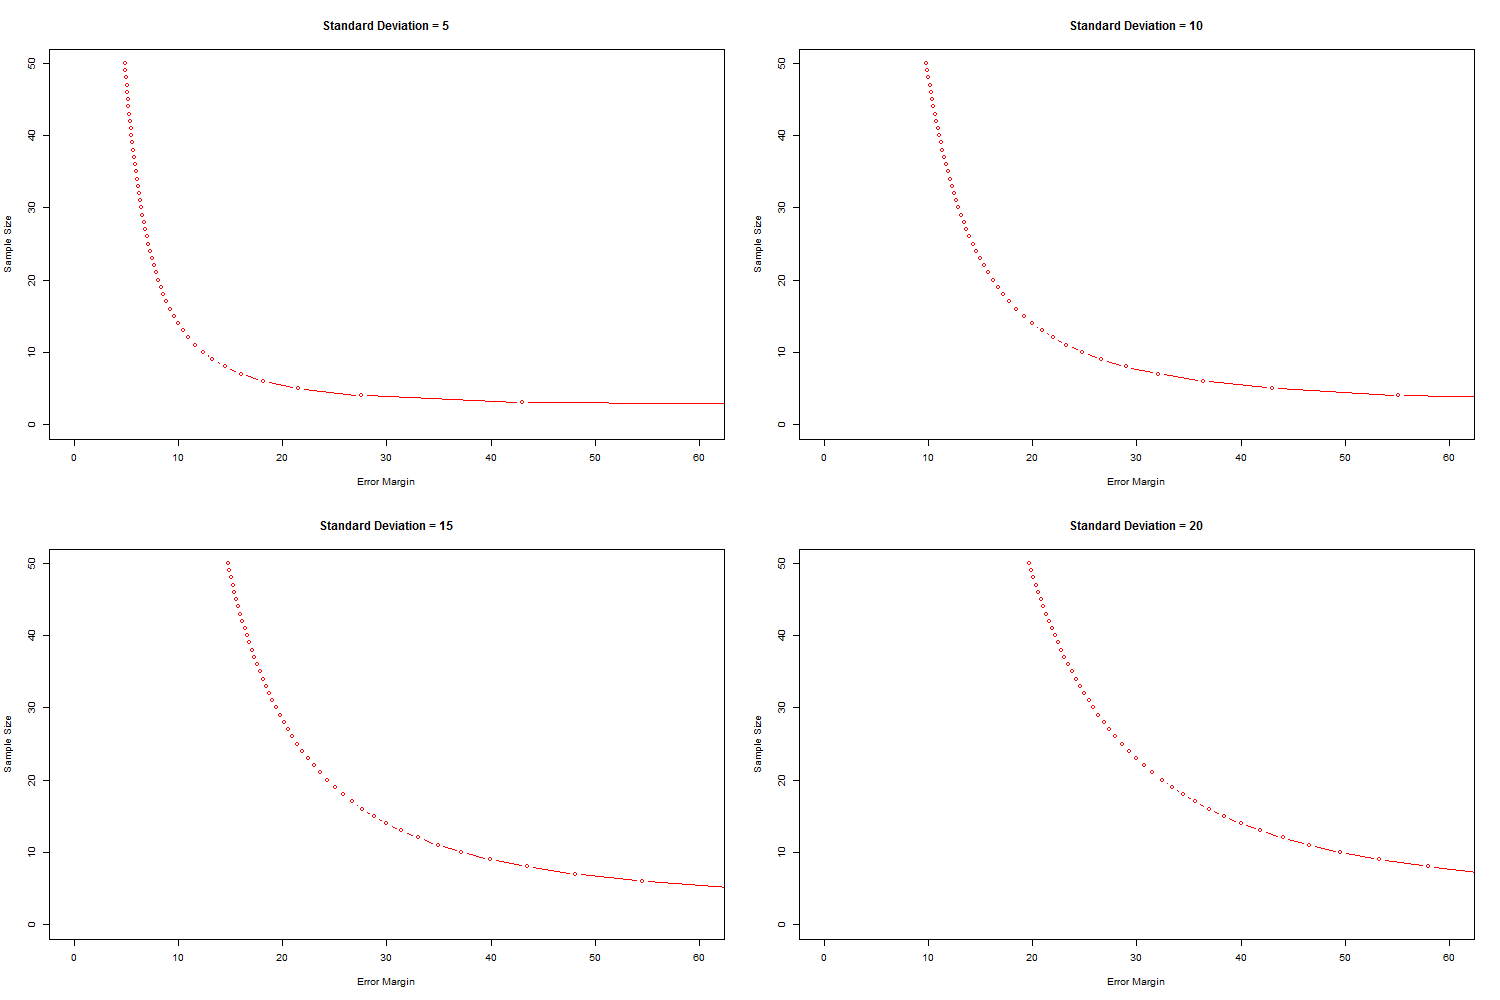 Standard Deviation = 5
Sample Size
50
40
30
20
10
0
0 10 20 30 40 50 60
Error Margin
Standard Deviation = 10
Sample Size
50
40
30
20
10
0
0 10 20 30 40 50 60
Error Margin
Standard Deviation = 15
Sample Size
50
40
30
20
10
0
0 10 20 30 40 50 60
Error Margin
Standard Deviation = 20
Sample Size
50
40
30
20
10
0
0 10 20 30 40 50 60
Error Margin